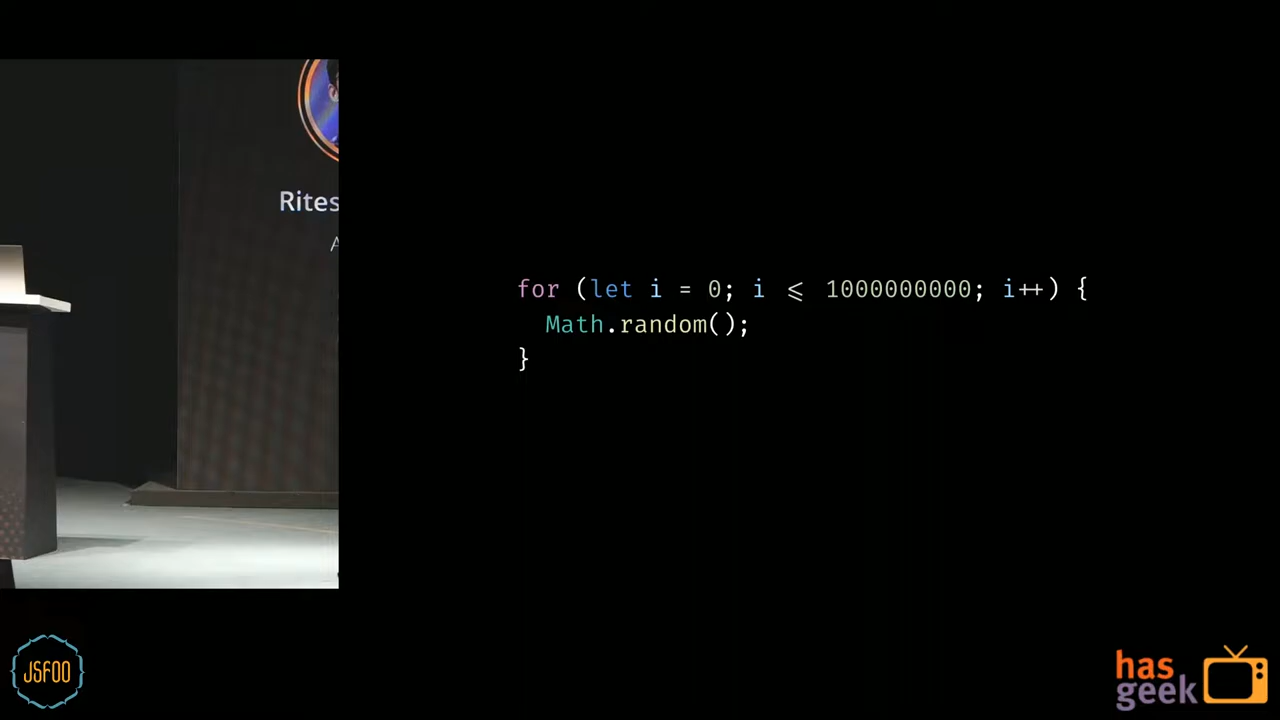 Rites
A
for (let i = 0; i <= 1000000000; i++) {
  Math.random();
}
JSFOO
has
geek